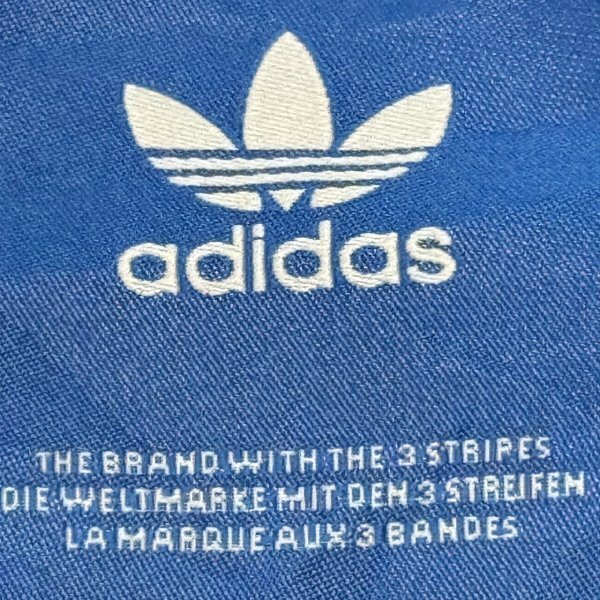 adidas
THE BRAND WITH THE 3 STRIPES
DIE WELTMARKE MIT DEN 3 STREIFEN
LA MARQUE AUX 3 BANDES